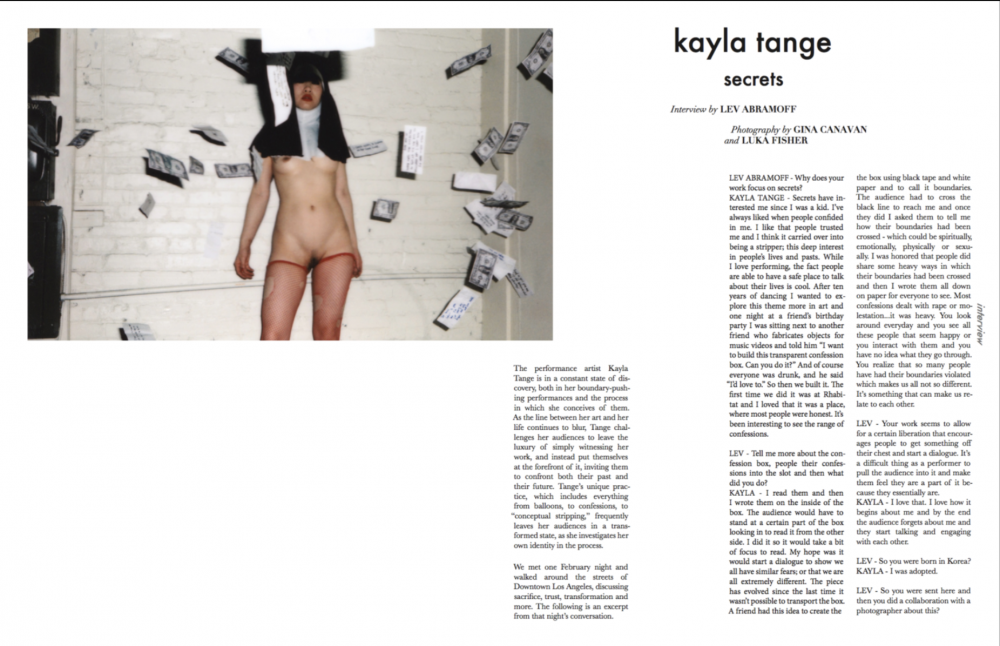 kayla tange
secrets
Interview by LEV ABRAMOFF
Photography by GINA CANAVAN
and LUKA FISHER
The performance artist Kayla
Tange is in a constant state of dis-
covery, both in her boundary-push-
ing performances and the process
in which she conceives of them.
As the line between her art and her
life continues to blur, Tange chal-
lenges her audiences to leave the
luxury of simply witnessing her
work, and instead put themselves
at the forefront of it, inviting them
to confront both their past and
their future. Tange's unique prac-
tice, which includes everything
from balloons, to confessions, to
"conceptual stripping," frequently
leaves her audiences in a trans-
formed state, as she investigates her
own identity in the process.
We met one February night and
walked around the streets of
Downtown Los Angeles, discussing
sacrifice, trust, transformation and
more. The following is an excerpt
from that night's conversation.
LEV ABRAMOFF - Why does your
work focus on secrets?
KAYLA TANGE - Secrets have in-
terested me since I was a kid. I've
always liked when people confided
in me. I like that people trusted
me and I think it carried over into
being a stripper; this deep interest
in people's lives and pasts. While
I love performing, the fact people
are able to have a safe place to talk
about their lives is cool. After ten
years of dancing I wanted to ex-
plore this theme more in art and
one night at a friend's birthday
party I was sitting next to another
friend who fabricates objects for
music videos and told him "I want
to build this transparent confession
box. Can you do it?" And of course
everyone was drunk, and he said
"I'd love to." So then we built it. The
first time we did it was at Rhabi-
tat and I loved that it was a place,
where most people were honest. It's
been interesting to see the range of
confessions.
LEV - Tell me more about the con-
fession box, people their confes-
sions into the slot and then what
did you do?
KAYLA - I read them and then
I wrote them on the inside of the
box. The audience would have to
stand at a certain part of the box
looking in to read it from the other
side. I did it so it would take a bit
of focus to read. My hope was it
would start a dialogue to show we
all have similar fears; or that we are
all extremely different. The piece
has evolved since the last time it
wasn't possible to transport the box.
A friend had this idea to create the
the box using black tape and white
paper and to call it boundaries.
The audience had to cross the
black line to reach me and once
they did I asked them to tell me
how their boundaries had been
crossed - which could be spiritually,
emotionally, physically or sexu-
ally. I was honored that people did
share some heavy ways in which
their boundaries had been crossed
and then I wrote them all down
on paper for everyone to see. Most
confessions dealt with rape or mo-
lestation...it was heavy. You look
around everyday and you see all
these people that seem happy or
you interact with them and you
have no idea what they go through.
You realize that so many people
have had their boundaries violated
which makes us all not so different.
It's something that can make us re-
late to each other.
LEV - Your work seems to allow
for a certain liberation that encour-
ages people to get something off
their chest and start a dialogue. It's
a difficult thing as a performer to
pull the audience into it and make
them feel they are a part of it be-
cause they essentially are.
KAYLA - I love that. I love how it
begins about me and by the end
the audience forgets about me and
they start talking and engaging
with each other.
LEV - So you were born in Korea?
KAYLA - I was adopted.
LEV - So you were sent here and
then you did a collaboration with a
photographer about this?
interview